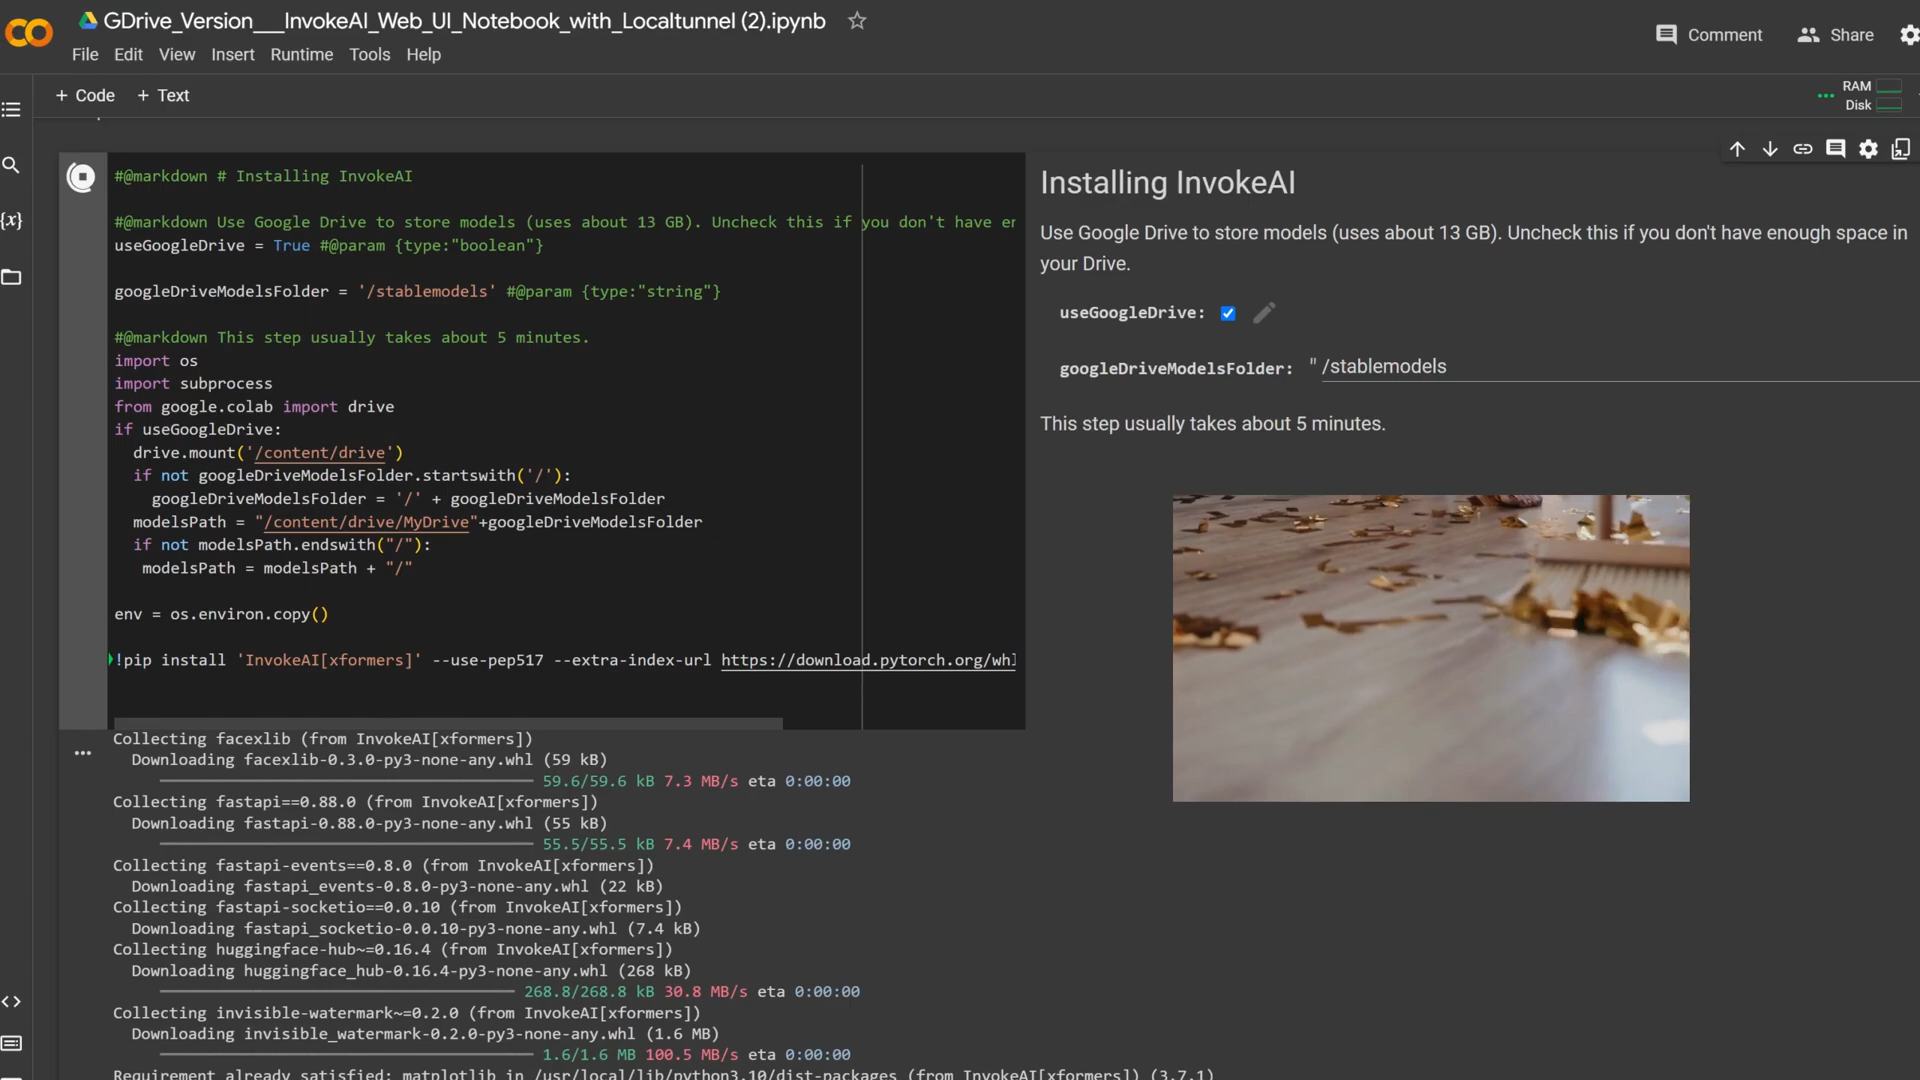 GDrive_Version___InvokeAI_Web_UI_Notebook_with_Localtunnel (2).ipynb
File Edit View Insert Runtime Tools Help
Comment
Share
+ Code + Text
RAM
Disk
{x}
#@markdown # Installing InvokeAI
#@markdown Use Google Drive to store models (uses about 13 GB). Uncheck this if you don't have er
useGoogleDrive = True #@param {type:"boolean"}
googleDriveModelsFolder = '/stablemodels' #@param {type:"string"}
#@markdown This step usually takes about 5 minutes.
import os
import subprocess
from google.colab import drive
if useGoogleDrive:
drive.mount('/content/drive')
if not googleDriveModelsFolder.startswith('/'):
googleDriveModelsFolder = '/' + googleDriveModelsFolder
modelsPath = "/content/drive/MyDrive"+googleDriveModelsFolder
if not modelsPath.endswith("/"):
modelsPath = modelsPath + "/"
env = os.environ.copy()
!pip install 'InvokeAI[xformers]' --use-pep517 --extra-index-url https://download.pytorch.org/whl
Installing InvokeAI
Use Google Drive to store models (uses about 13 GB). Uncheck this if you don't have enough space in
your Drive.
useGoogleDrive:
googleDriveModelsFolder: " /stablemodels
This step usually takes about 5 minutes.
Collecting facexlib (from InvokeAI[xformers])
Downloading facexlib-0.3.0-py3-none-any.whl (59 kB)
59.6/59.6 kB 7.3 MB/s eta 0:00:00
Collecting fastapi==0.88.0 (from InvokeAI[xformers])
Downloading fastapi-0.88.0-py3-none-any.whl (55 kB)
55.5/55.5 kB 7.4 MB/s eta 0:00:00
Collecting fastapi-events==0.8.0 (from InvokeAI[xformers])
Downloading fastapi_events-0.8.0-py3-none-any.whl (22 kB)
Collecting fastapi-socketio==0.0.10 (from InvokeAI[xformers])
Downloading fastapi_socketio-0.0.10-py3-none-any.whl (7.4 kB)
Collecting huggingface-hub~=0.16.4 (from InvokeAI[xformers])
Downloading huggingface_hub-0.16.4-py3-none-any.whl (268 kB)
268.8/268.8 kB 30.8 MB/s eta 0:00:00
Collecting invisible-watermark~=0.2.0 (from InvokeAI[xformers])
Downloading invisible_watermark-0.2.0-py3-none-any.whl (1.6 MB)
1.6/1.6 MB 100.5 MB/s eta 0:00:00
Requirement already satisfied: matplotlib in /usr/local/lib/python3.10/dist-packages (from InvokeAI[xformers]) (3.7.1)